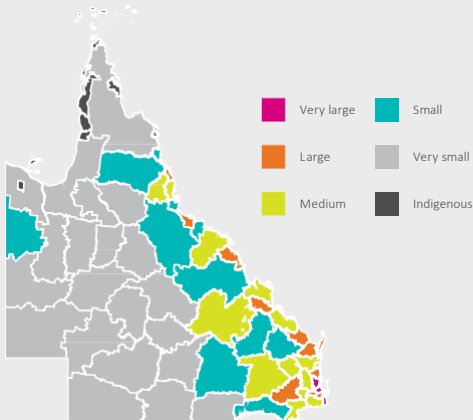 Very large
Small
Large
Very small
Medium
Indigenous